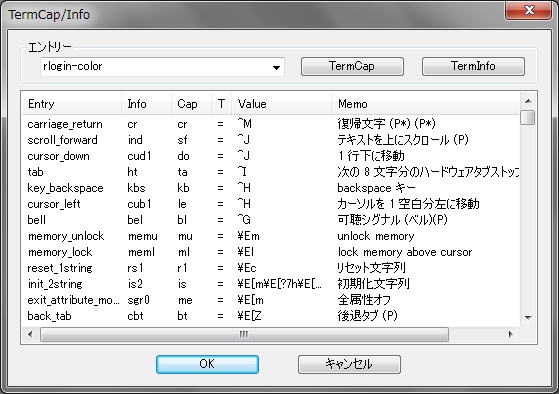 TermCap/Info
エントリー
rlogin-color TermCap TermInfo
Entry Info Cap T Value Memo
carriage_return cr cr = ^M 復帰文字 (P*) (P*)
scroll_forward ind sf = ^J テキストを上にスクロール (P)
cursor_down cud1 do = ^J 1 行下に移動
tab ht ta = ^I 次の 8 文字分のハードウェアタブストップ
key_backspace kbs kb = ^H backspace キー
cursor_left cub1 le = ^H カーソルを 1 空白分左に移動
bell bel bl = ^G 可聴シグナル (ベル)(P)
memory_unlock memu mu = ¥Em unlock memory
memory_lock meml ml = ¥El lock memory above cursor
reset_1string rs1 r1 = ¥Ec リセット文字列
init_2string is2 is = ¥E[m¥E[?7h¥E[... 初期化文字列
exit_attribute_mo... sgr0 me = ¥E[m 全属性オフ
back_tab cbt bt = ¥E[Z 後退タブ (P)
OK キャンセル